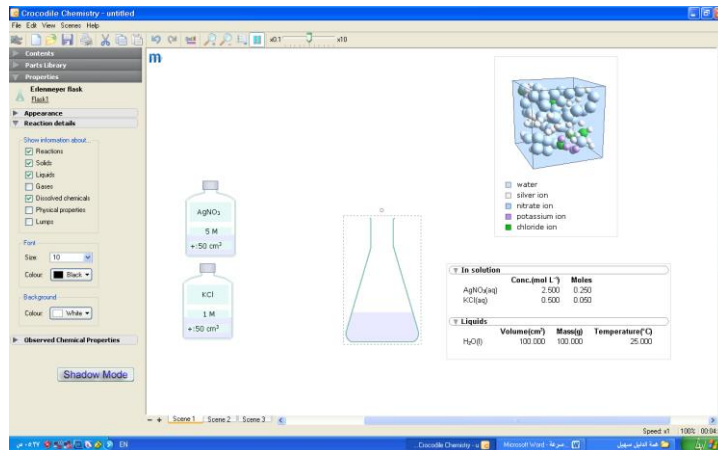 Crocodile Chemistry - untitled
File Edit View Scenes Help
x0.1 x10
Contents
Parts Library
Properties
Erlenmeyer flask
flask1
Appearance
Reaction details
Show information about...
Reactions
Solids
Liquids
Gases
Dissolved chemicals
Physical properties
Lumps
Font
Size 10
Colour Black
Background
Colour White
Observed Chemical Properties
Shadow Mode
m
AgNO₃
5 M
+:50 cm³
KCl
1 M
+:50 cm³
water
silver ion
nitrate ion
potassium ion
chloride ion
In solution
Conc.(mol L⁻¹) Moles
AgNO₃(aq) 2.500 0.250
KCl(aq) 0.500 0.050
Liquids
Volume(cm³) Mass(g) Temperature(°C)
H₂O(l) 100.000 100.000 25.000
Scene 1 Scene 2 Scene 3
Speed: x1 100%
EN
...Crocodile Chemistry - u
Microsoft Word